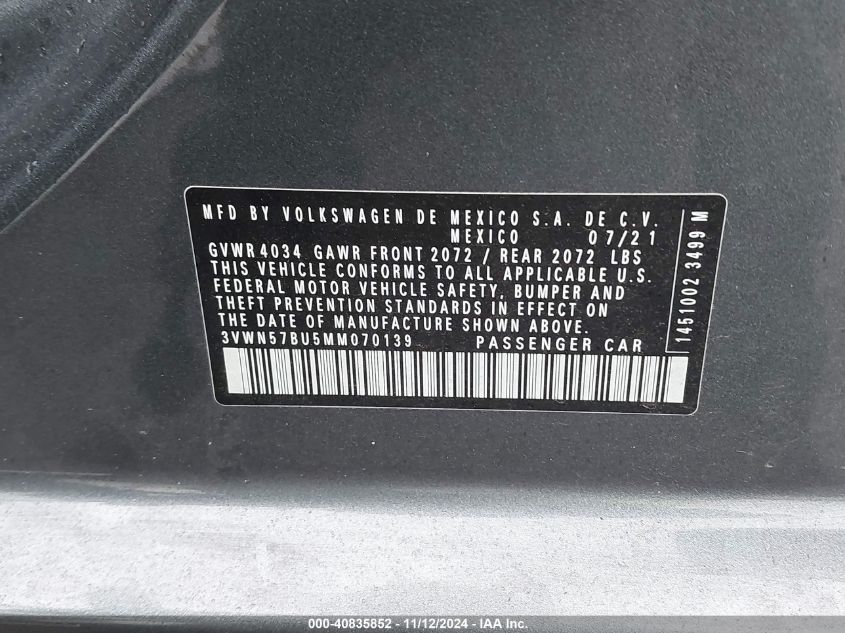 MFD BY VOLKSWAGEN DE MEXICO S.A. DE C.V.
MEXICO 07/21
GVWR 4034 GAWR FRONT 2072 / REAR 2072 LBS
THIS VEHICLE CONFORMS TO ALL APPLICABLE U.S.
FEDERAL MOTOR VEHICLE SAFETY, BUMPER AND
THEFT PREVENTION STANDARDS IN EFFECT ON
THE DATE OF MANUFACTURE SHOWN ABOVE.
3VWN57BU5MM070139 PASSENGER CAR
1451002 3499 M
000-40835852 - 11/12/2024 - IAA Inc.